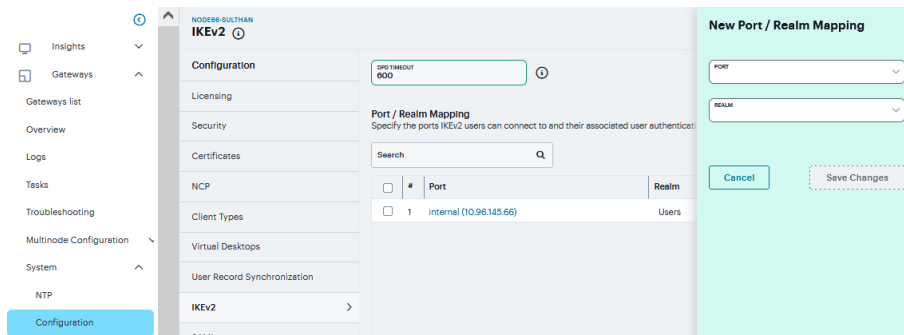 Insights
Gateways
Gateways list
Overview
Logs
Tasks
Troubleshooting
Multinode Configuration
System
NTP
Configuration
NODE66-SULTHAN
IKEv2
Configuration
Licensing
Security
Certificates
NCP
Client Types
Virtual Desktops
User Record Synchronization
IKEv2
DPD TIMEOUT
600
Port / Realm Mapping
Specify the ports IKEv2 users can connect to and their associated user authenticati
Search
# Port Realm
1 internal (10.96.145.66) Users
New Port / Realm Mapping
PORT
REALM
Cancel Save Changes